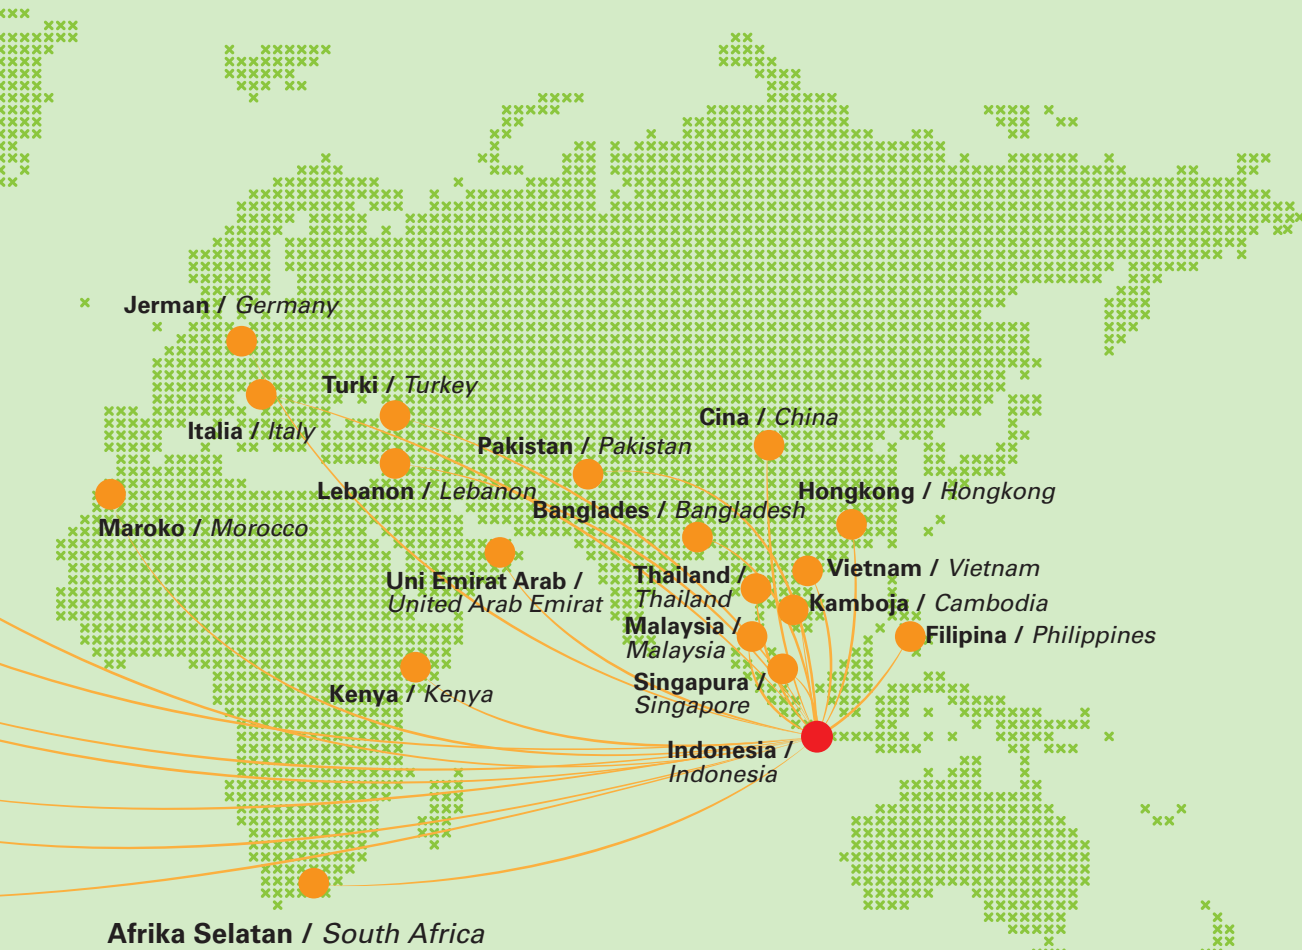 Jerman / Germany
Turki / Turkey
Italia / Italy
Cina / China
Pakistan / Pakistan
Lebanon / Lebanon
Hongkong / Hongkong
Banglades / Bangladesh
Maroko / Morocco
Uni Emirat Arab /
United Arab Emirat
Thailand /
Thailand
Vietnam / Vietnam
Kamboja / Cambodia
Malaysia /
Malaysia
Filipina / Philippines
Singapura /
Singapore
Kenya / Kenya
Indonesia /
Indonesia
Afrika Selatan / South Africa